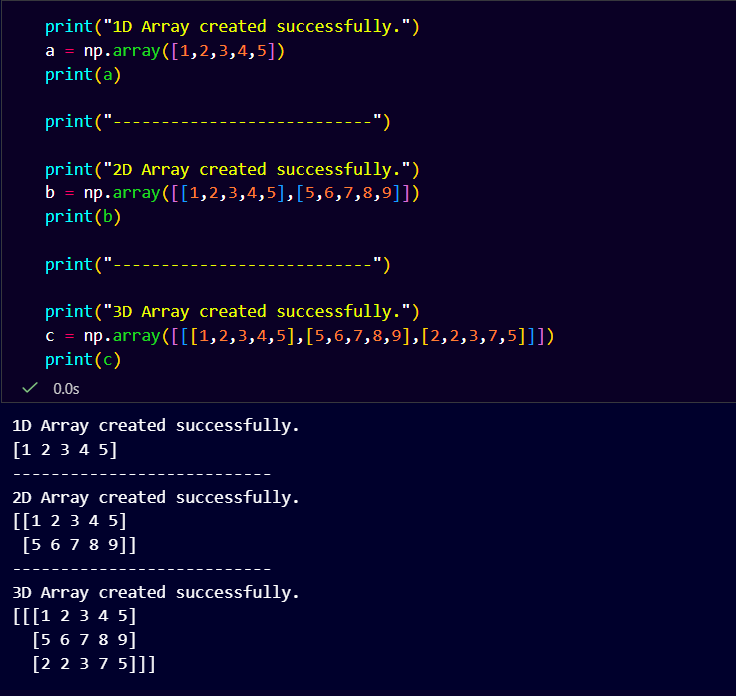 print("1D Array created successfully.")
a = np.array([1,2,3,4,5])
print(a)
print("---------------------------")
print("2D Array created successfully.")
b = np.array([[1,2,3,4,5],[5,6,7,8,9]])
print(b)
print("---------------------------")
print("3D Array created successfully.")
c = np.array([[[1,2,3,4,5],[5,6,7,8,9],[2,2,3,7,5]]])
print(c)
0.0s
1D Array created successfully.
[1 2 3 4 5]
---------------------------
2D Array created successfully.
[[1 2 3 4 5]
 [5 6 7 8 9]]
---------------------------
3D Array created successfully.
[[[1 2 3 4 5]
  [5 6 7 8 9]
  [2 2 3 7 5]]]